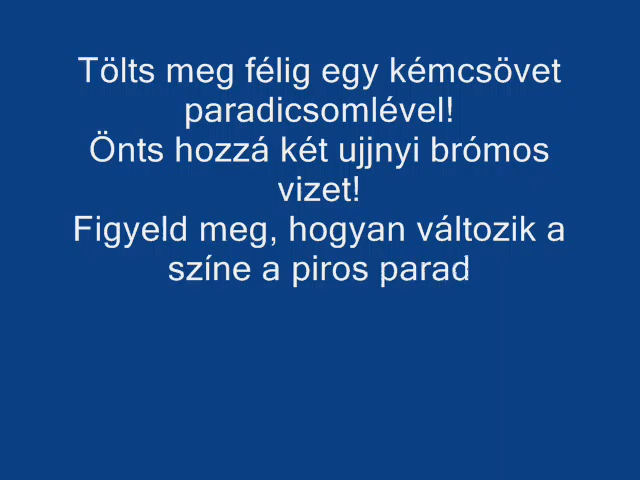 Tölts meg félig egy kémcsövet
paradicsomlével!
Önts hozzá két ujjnyi brómos
vizet!
Figyeld meg, hogyan változik a
színe a piros parad